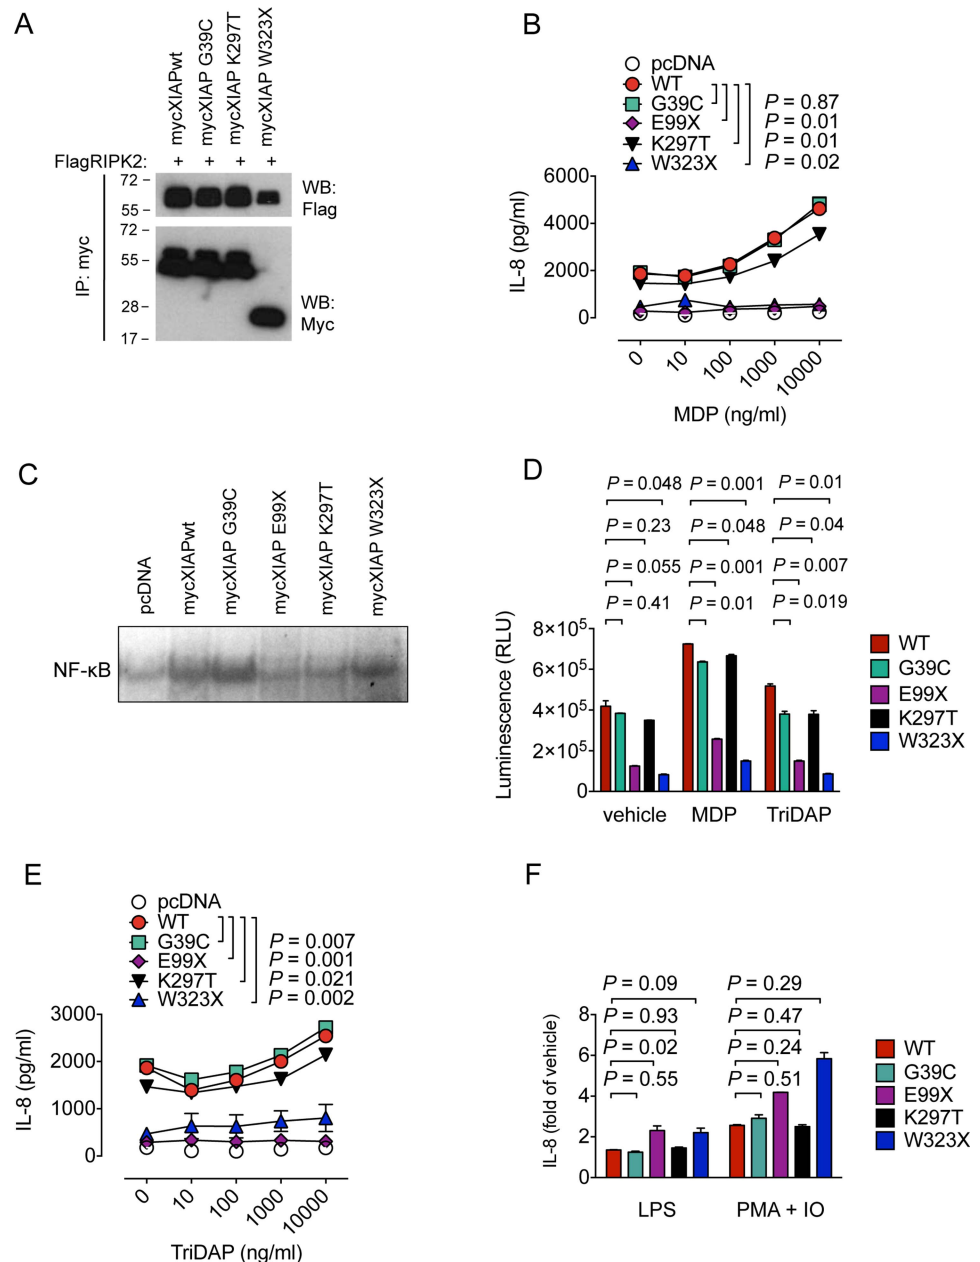 A
mycXIAPwt
mycXIAP G39C
mycXIAP K297T
mycXIAP W323X
FlagRIPK2: + + + +
72
55
WB:
Flag
72
55
28
17
WB:
Myc
IP: myc
B
pcDNA
WT
G39C
E99X
K297T
W323X
P = 0.87
P = 0.01
P = 0.01
P = 0.02
IL-8 (pg/ml)
6000
4000
2000
0
0 10 100 1000 10000
MDP (ng/ml)
C
pcDNA
mycXIAPwt
mycXIAP G39C
mycXIAP E99X
mycXIAP K297T
mycXIAP W323X
NF-κB
D
P = 0.048 P = 0.001 P = 0.01
P = 0.23 P = 0.048 P = 0.04
P = 0.055 P = 0.001 P = 0.007
P = 0.41 P = 0.01 P = 0.019
Luminescence (RLU)
8×10⁵
6×10⁵
4×10⁵
2×10⁵
0
vehicle MDP TriDAP
WT
G39C
E99X
K297T
W323X
E
pcDNA
WT
G39C
E99X
K297T
W323X
P = 0.007
P = 0.001
P = 0.021
P = 0.002
IL-8 (pg/ml)
3000
2000
1000
0
0 10 100 1000 10000
TriDAP (ng/ml)
F
P = 0.09 P = 0.29
P = 0.93 P = 0.47
P = 0.02 P = 0.24
P = 0.55 P = 0.51
IL-8 (fold of vehicle)
8
6
4
2
0
LPS PMA + IO
WT
G39C
E99X
K297T
W323X